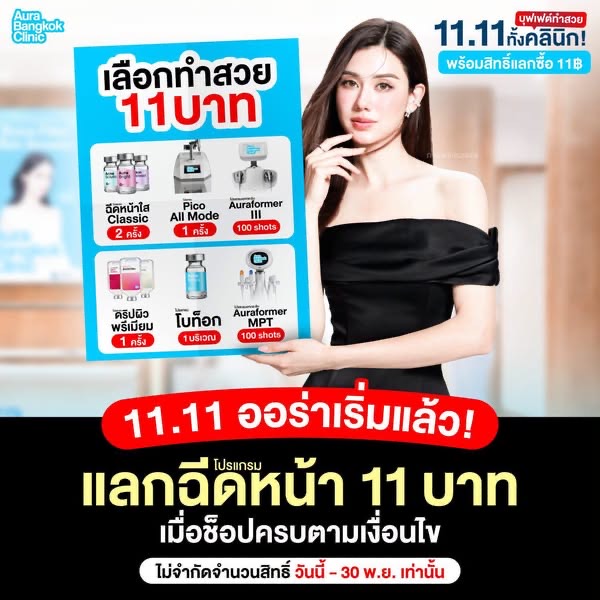 Aura
Bangkok
Clinic
บุฟเฟ่ต์ทำสวย
11.11 ทั้งคลินิก!
พร้อมสิทธิ์แลกซื้อ 11฿
เลือกทำสวย
11บาท
ฉีดหน้าใส
Classic
2 ครั้ง
Pico
All Mode
1 ครั้ง
Auraformer
III
100 shots
ดริปผิว
พรีเมียม
1 ครั้ง
โบท็อก
1 บริเวณ
Auraformer
MPT
100 shots
11.11 ออร่าเริ่มแล้ว!
โปรแกรม
แลกฉีดหน้า 11 บาท
เมื่อช็อปครบตามเงื่อนไข
ไม่จำกัดจำนวนสิทธิ์ วันนี้ - 30 พ.ย. เท่านั้น